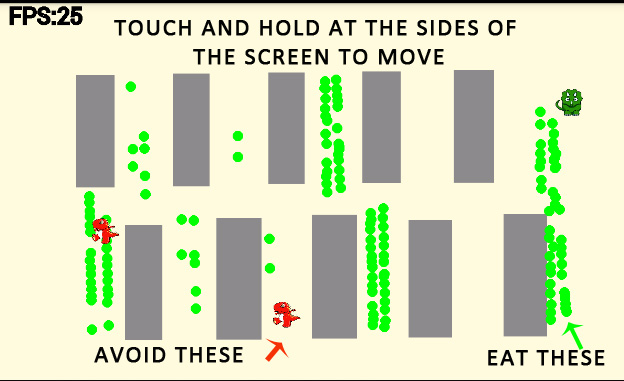 FPS:25
TOUCH AND HOLD AT THE SIDES OF
THE SCREEN TO MOVE
AVOID THESE
EAT THESE